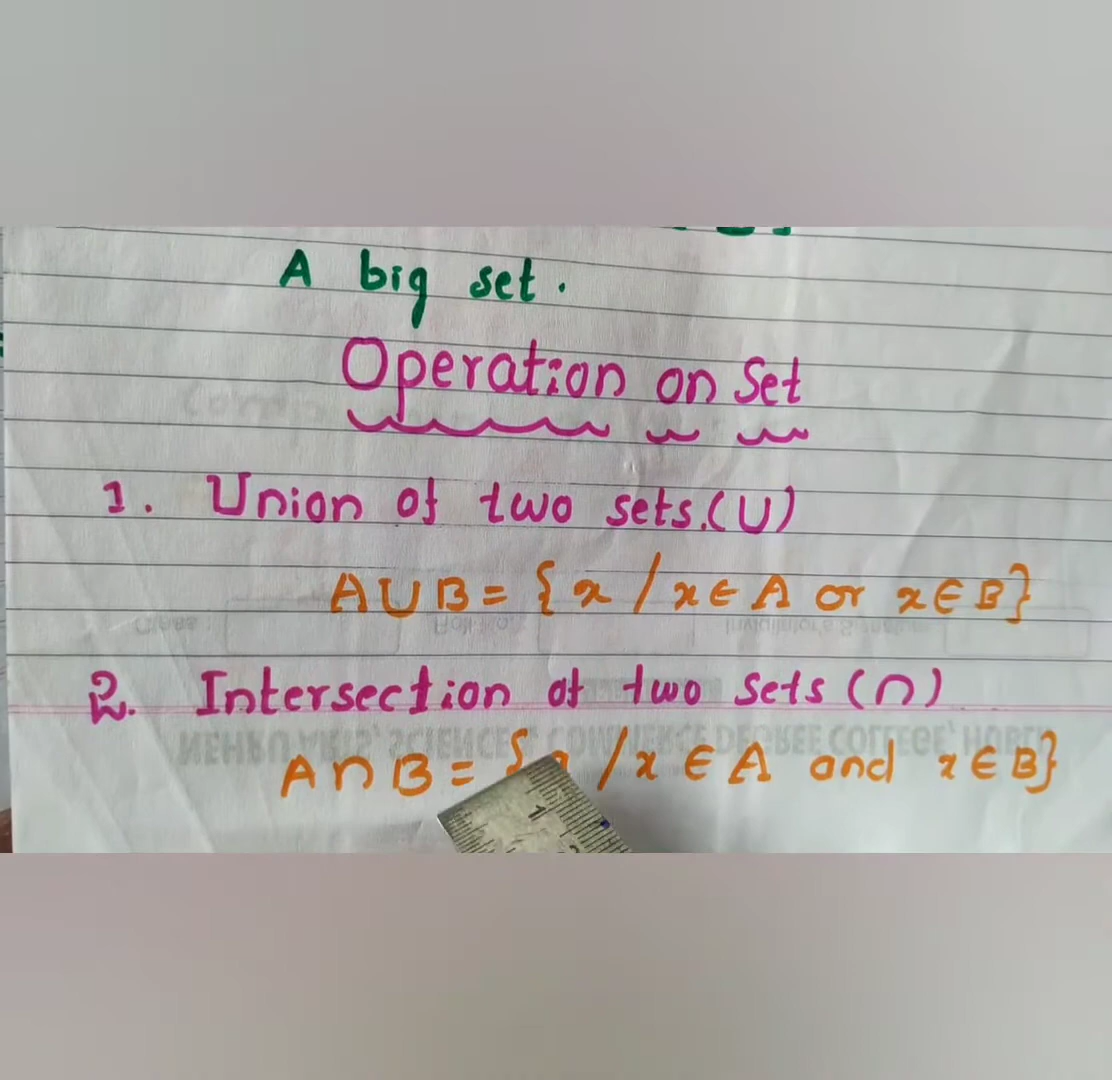 A big set.
Operation on Set
1. Union of two sets.(U)
A∪B = {x / x∈A or x∈B}
2. Intersection of two sets (∩)
A∩B = { / x∈A and x∈B}